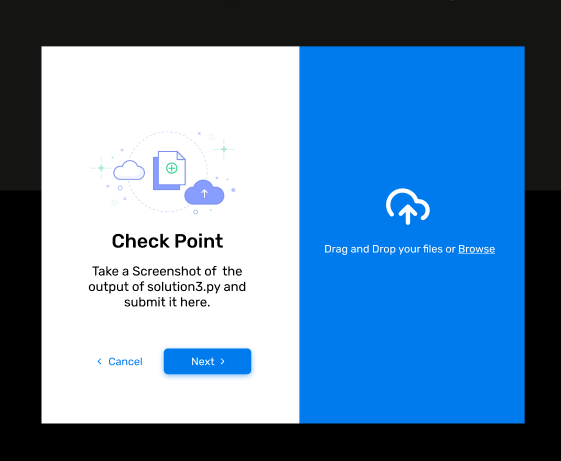 Check Point
Take a Screenshot of the
output of solution3.py and
submit it here.
Cancel
Next
Drag and Drop your files or Browse